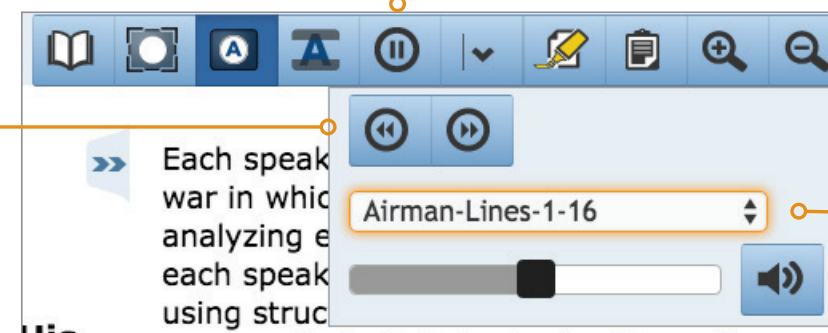 A
A
Each speak
war in whic
Airman-Lines-1-16
analyzing e
each speak
using struc